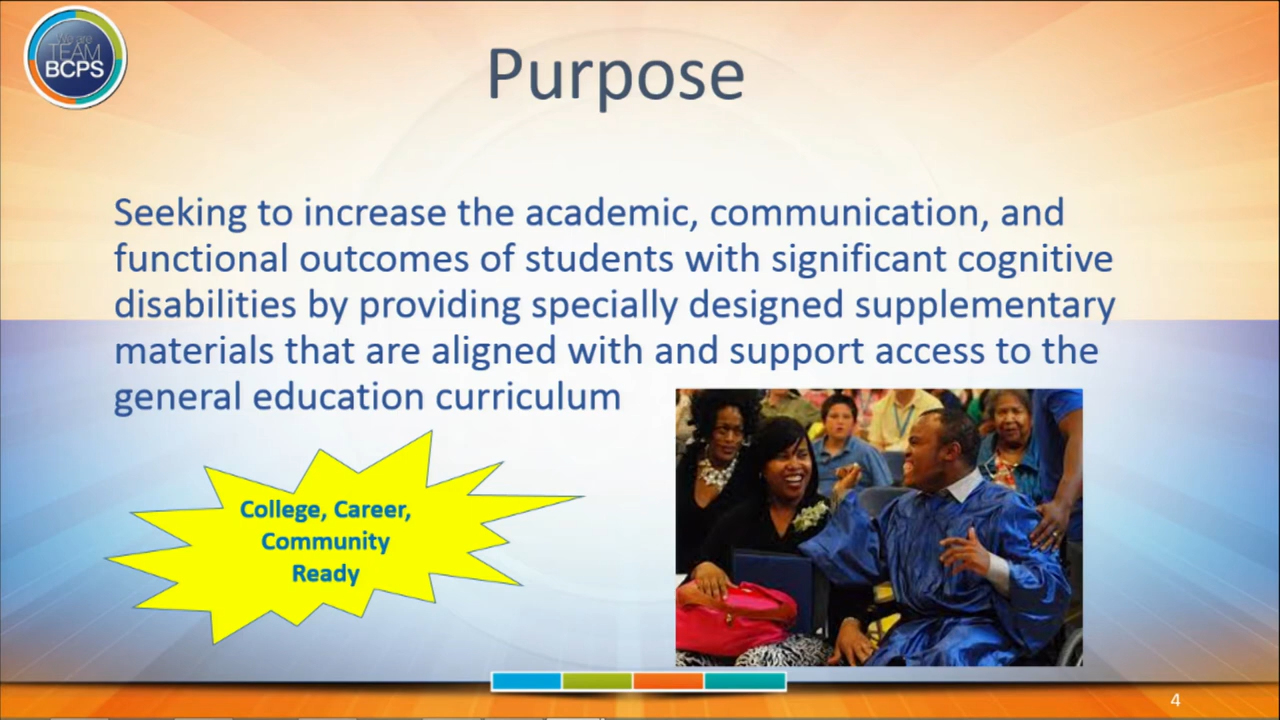 We are
TEAM
BCPS
Purpose
Seeking to increase the academic, communication, and
functional outcomes of students with significant cognitive
disabilities by providing specially designed supplementary
materials that are aligned with and support access to the
general education curriculum
College, Career,
Community
Ready
4